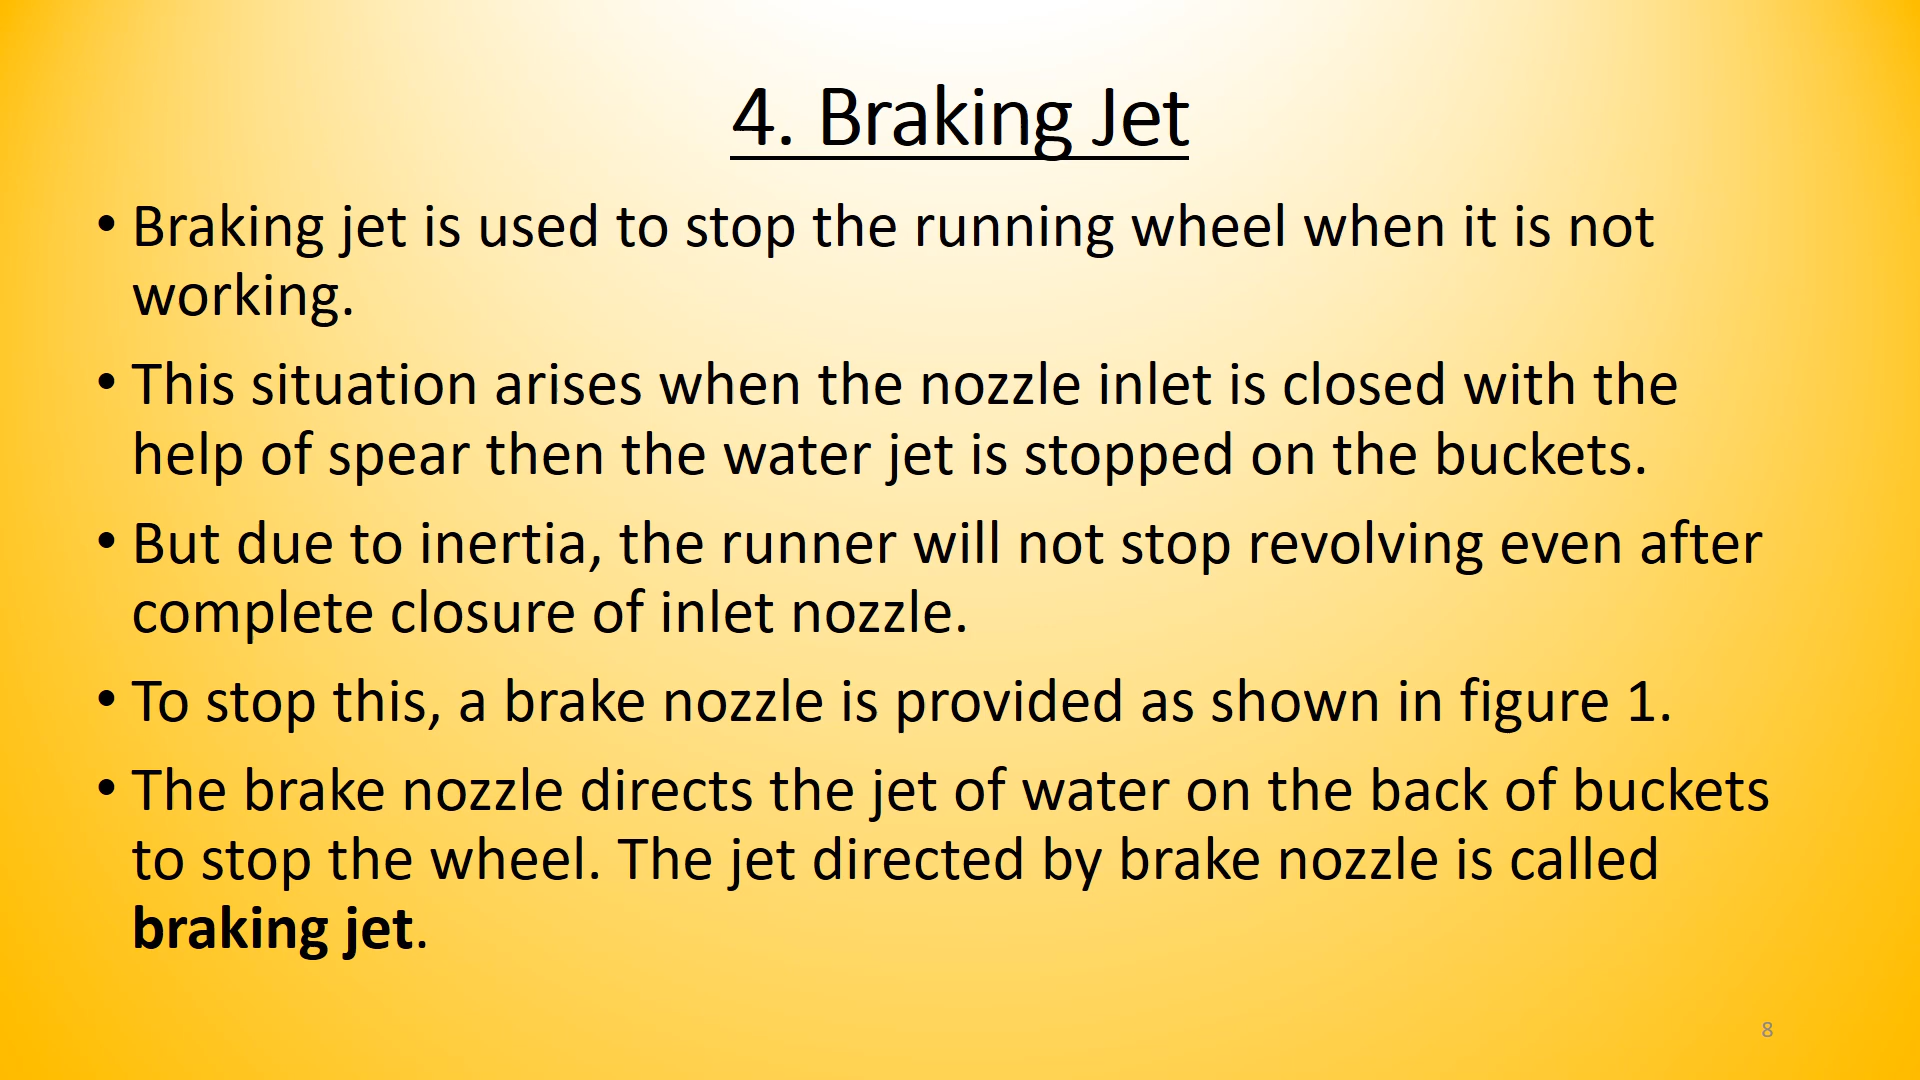 4. Braking Jet
• Braking jet is used to stop the running wheel when it is not
working.
• This situation arises when the nozzle inlet is closed with the
help of spear then the water jet is stopped on the buckets.
• But due to inertia, the runner will not stop revolving even after
complete closure of inlet nozzle.
• To stop this, a brake nozzle is provided as shown in figure 1.
• The brake nozzle directs the jet of water on the back of buckets
to stop the wheel. The jet directed by brake nozzle is called
braking jet.
8